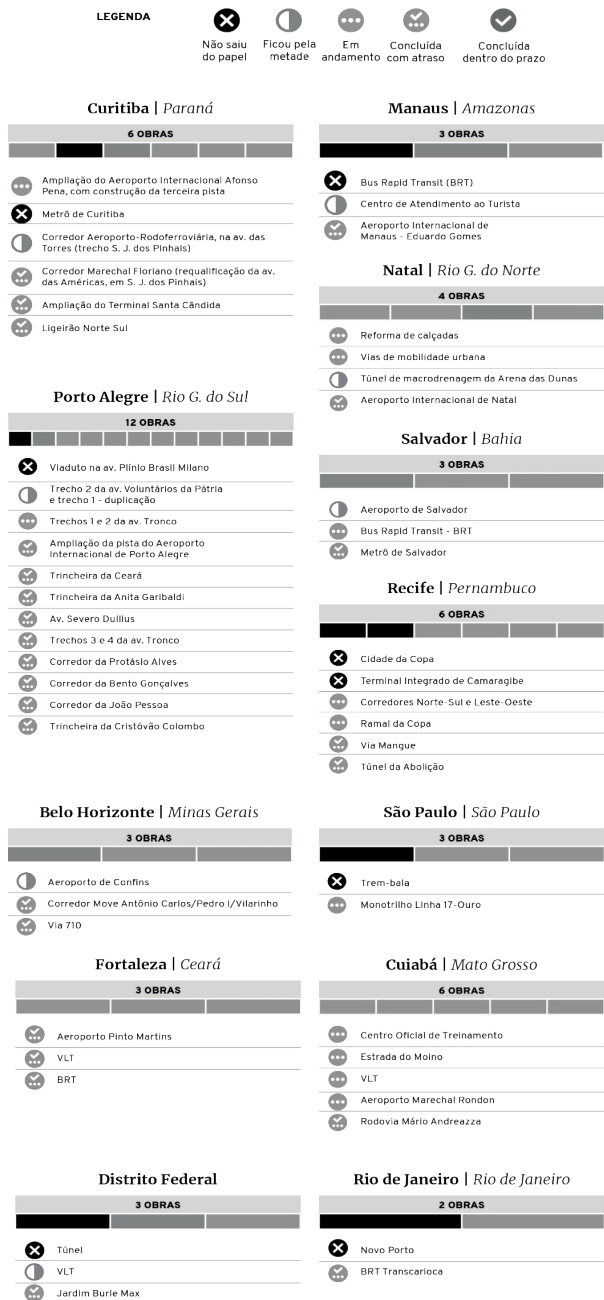 LEGENDA
Não saiu
do papel
Ficou pela
metade
Em
andamento
Concluída
com atraso
Concluída
dentro do prazo
Curitiba | Paraná
6 OBRAS
Ampliação do Aeroporto Internacional Afonso
Pena, com construção da terceira pista
Metrô de Curitiba
Corredor Aeroporto-Rodoferroviária, na av. das
Torres (trecho S. J. dos Pinhais)
Corredor Marechal Floriano (requalificação da av.
das Américas, em S. J. dos Pinhais)
Ampliação do Terminal Santa Cândida
Ligeirão Norte Sul
Manaus | Amazonas
3 OBRAS
Bus Rapid Transit (BRT)
Centro de Atendimento ao Turista
Aeroporto Internacional de
Manaus - Eduardo Gomes
Natal | Rio G. do Norte
4 OBRAS
Reforma de calçadas
Vias de mobilidade urbana
Túnel de macrodrenagem da Arena das Dunas
Aeroporto Internacional de Natal
Porto Alegre | Rio G. do Sul
12 OBRAS
Viaduto na av. Plínio Brasil Milano
Trecho 2 da av. Voluntários da Pátria
e trecho 1 - duplicação
Trechos 1 e 2 da av. Tronco
Ampliação da pista do Aeroporto
Internacional de Porto Alegre
Trincheira da Ceará
Trincheira da Anita Garibaldi
Av. Severo Dullius
Trechos 3 e 4 da av. Tronco
Corredor da Protásio Alves
Corredor da Bento Gonçalves
Corredor da João Pessoa
Trincheira da Cristóvão Colombo
Salvador | Bahia
3 OBRAS
Aeroporto de Salvador
Bus Rapid Transit - BRT
Metrô de Salvador
Recife | Pernambuco
6 OBRAS
Cidade da Copa
Terminal Integrado de Camaragibe
Corredores Norte-Sul e Leste-Oeste
Ramal da Copa
Via Mangue
Túnel da Abolição
Belo Horizonte | Minas Gerais
3 OBRAS
Aeroporto de Confins
Corredor Move Antônio Carlos/Pedro I/Vilarinho
Via 710
São Paulo | São Paulo
3 OBRAS
Trem-bala
Monotrilho Linha 17-Ouro
Fortaleza | Ceará
3 OBRAS
Aeroporto Pinto Martins
VLT
BRT
Cuiabá | Mato Grosso
6 OBRAS
Centro Oficial de Treinamento
Estrada do Moino
VLT
Aeroporto Marechal Rondon
Rodovia Mário Andreazza
Distrito Federal
3 OBRAS
Túnel
VLT
Jardim Burle Max
Rio de Janeiro | Rio de Janeiro
2 OBRAS
Novo Porto
BRT Transcarioca